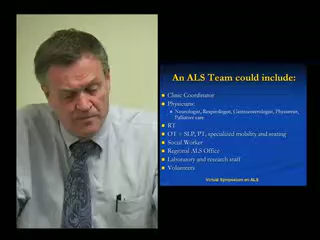 An ALS Team could include:
Clinic Coordinator
Physicians:
Neurologist, Respirologist, Gastroenterologist, Physiatrist,
Palliative care
RT
OT + SLP, PT, specialized mobility and seating
Social Worker
Regional ALS Office
Laboratory and research staff
Volunteers
Virtual Symposium on ALS